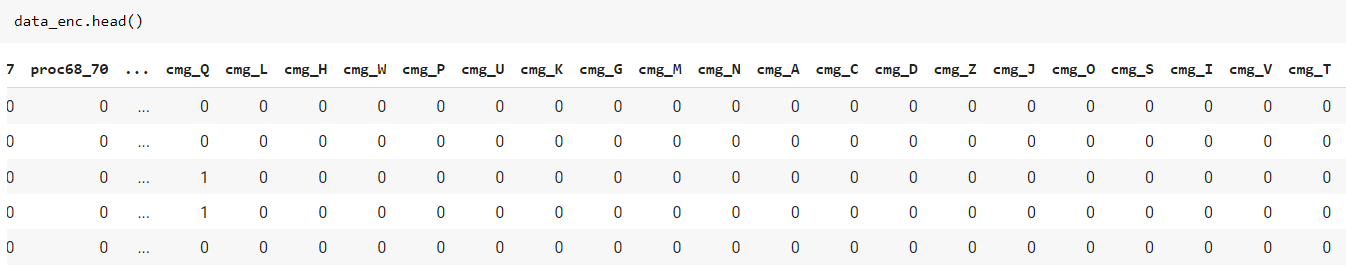 data_enc.head()
7 proc68_70 ... cmg_Q cmg_L cmg_H cmg_W cmg_P cmg_U cmg_K cmg_G cmg_M cmg_N cmg_A cmg_C cmg_D cmg_Z cmg_J cmg_O cmg_S cmg_I cmg_V cmg_T
0 0 ... 0 0 0 0 0 0 0 0 0 0 0 0 0 0 0 0 0 0 0 0
0 0 ... 0 0 0 0 0 0 0 0 0 0 0 0 0 0 0 0 0 0 0 0
0 0 ... 1 0 0 0 0 0 0 0 0 0 0 0 0 0 0 0 0 0 0 0
0 0 ... 1 0 0 0 0 0 0 0 0 0 0 0 0 0 0 0 0 0 0 0
0 0 ... 0 0 0 0 0 0 0 0 0 0 0 0 0 0 0 0 0 0 0 0